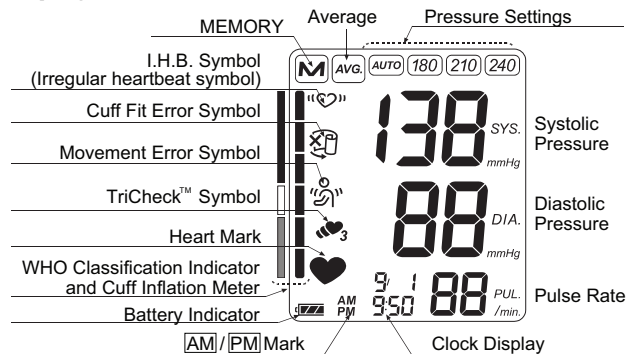 MEMORY
Average
Pressure Settings
I.H.B. Symbol
(Irregular heartbeat symbol)
M AVG. AUTO 180 210 240
Cuff Fit Error Symbol
138 SYS. mmHg
Systolic
Pressure
Movement Error Symbol
TriCheck™ Symbol
3
88 DIA. mmHg
Diastolic
Pressure
Heart Mark
WHO Classification Indicator
and Cuff Inflation Meter
9/ 1
AM
PM
9:50
88 PUL. /min.
Pulse Rate
Battery Indicator
AM / PM Mark
Clock Display